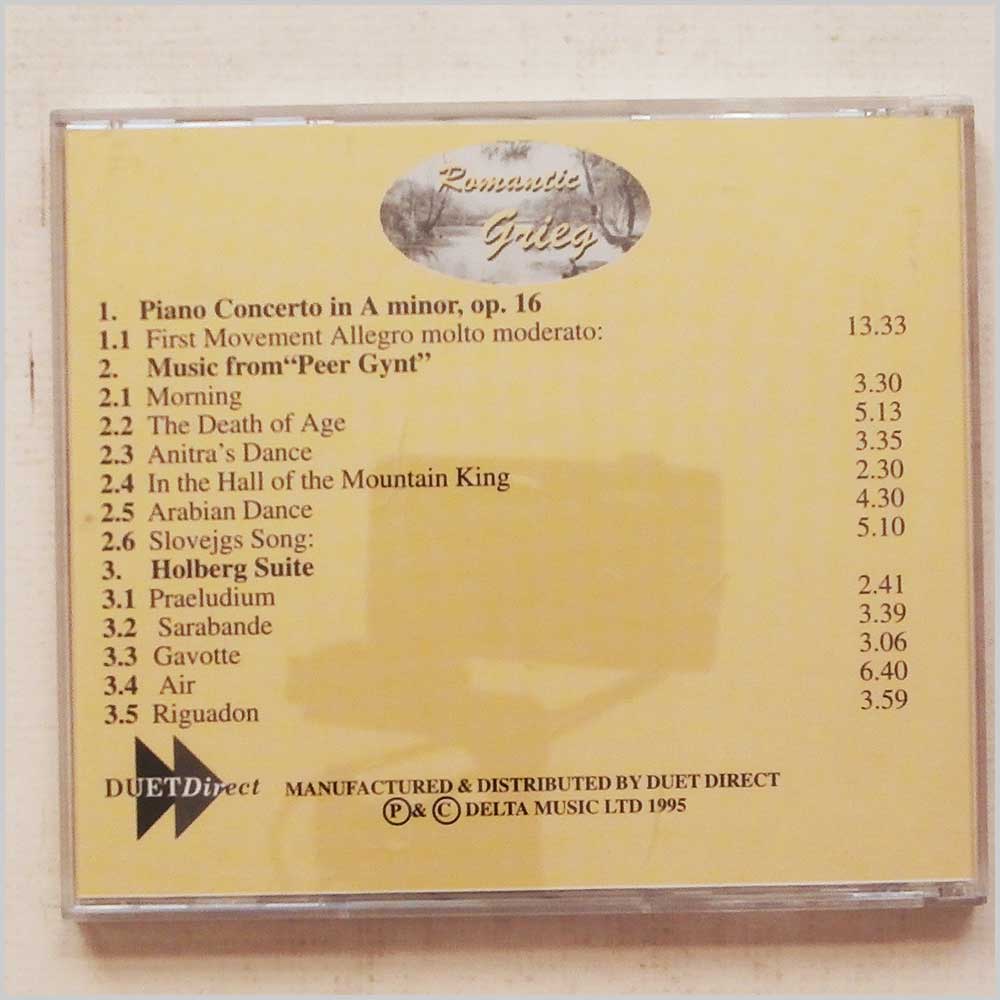 Romantic
Grieg
1. Piano Concerto in A minor, op. 16
1.1 First Movement Allegro molto moderato: 13.33
2. Music from“Peer Gynt”
2.1 Morning 3.30
2.2 The Death of Age 5.13
2.3 Anitra's Dance 3.35
2.4 In the Hall of the Mountain King 2.30
2.5 Arabian Dance 4.30
2.6 Slovejgs Song: 5.10
3. Holberg Suite
3.1 Praeludium 2.41
3.2 Sarabande 3.39
3.3 Gavotte 3.06
3.4 Air 6.40
3.5 Riguadon 3.59
DUETDirect MANUFACTURED & DISTRIBUTED BY DUET DIRECT
Ⓟ& © DELTA MUSIC LTD 1995